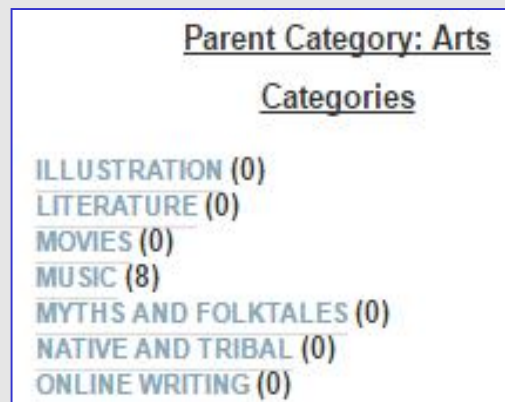 Parent Category: Arts
Categories
ILLUSTRATION (0)
LITERATURE (0)
MOVIES (0)
MUSIC (8)
MYTHS AND FOLKTALES (0)
NATIVE AND TRIBAL (0)
ONLINE WRITING (0)